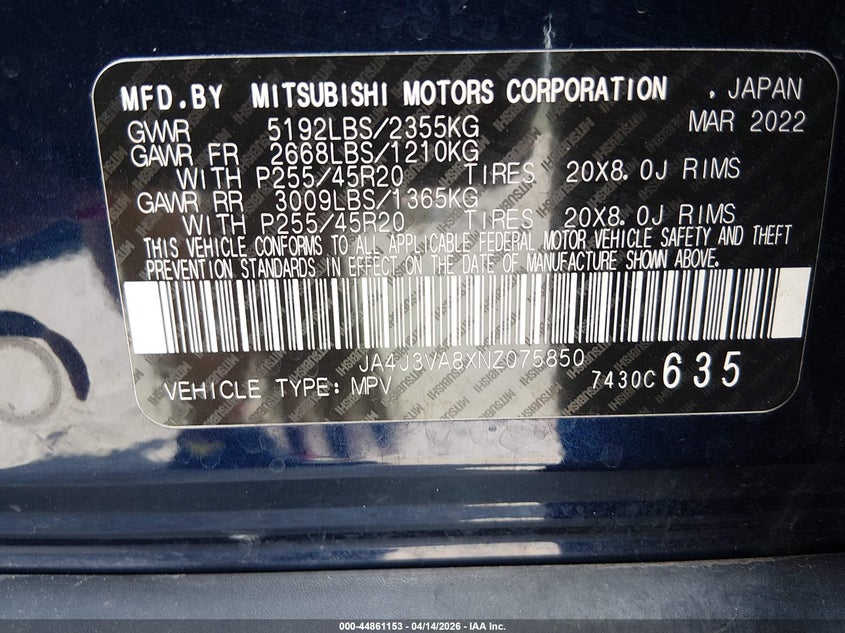 MFD.BY MITSUBISHI MOTORS CORPORATION , JAPAN
GVWR 5192LBS/2355KG MAR 2022
GAWR FR 2668LBS/1210KG
WITH P255/45R20 TIRES 20X8.0J RIMS
GAWR RR 3009LBS/1365KG
WITH P255/45R20 TIRES 20X8.0J RIMS
THIS VEHICLE CONFORMS TO ALL APPLICABLE FEDERAL MOTOR VEHICLE SAFETY AND THEFT
PREVENTION STANDARDS IN EFFECT ON THE DATE OF MANUFACTURE SHOWN ABOVE.
JA4J3VA8XNZ075850
VEHICLE TYPE: MPV 7430C 635
000-44861153 - 04/14/2026 - IAA Inc.